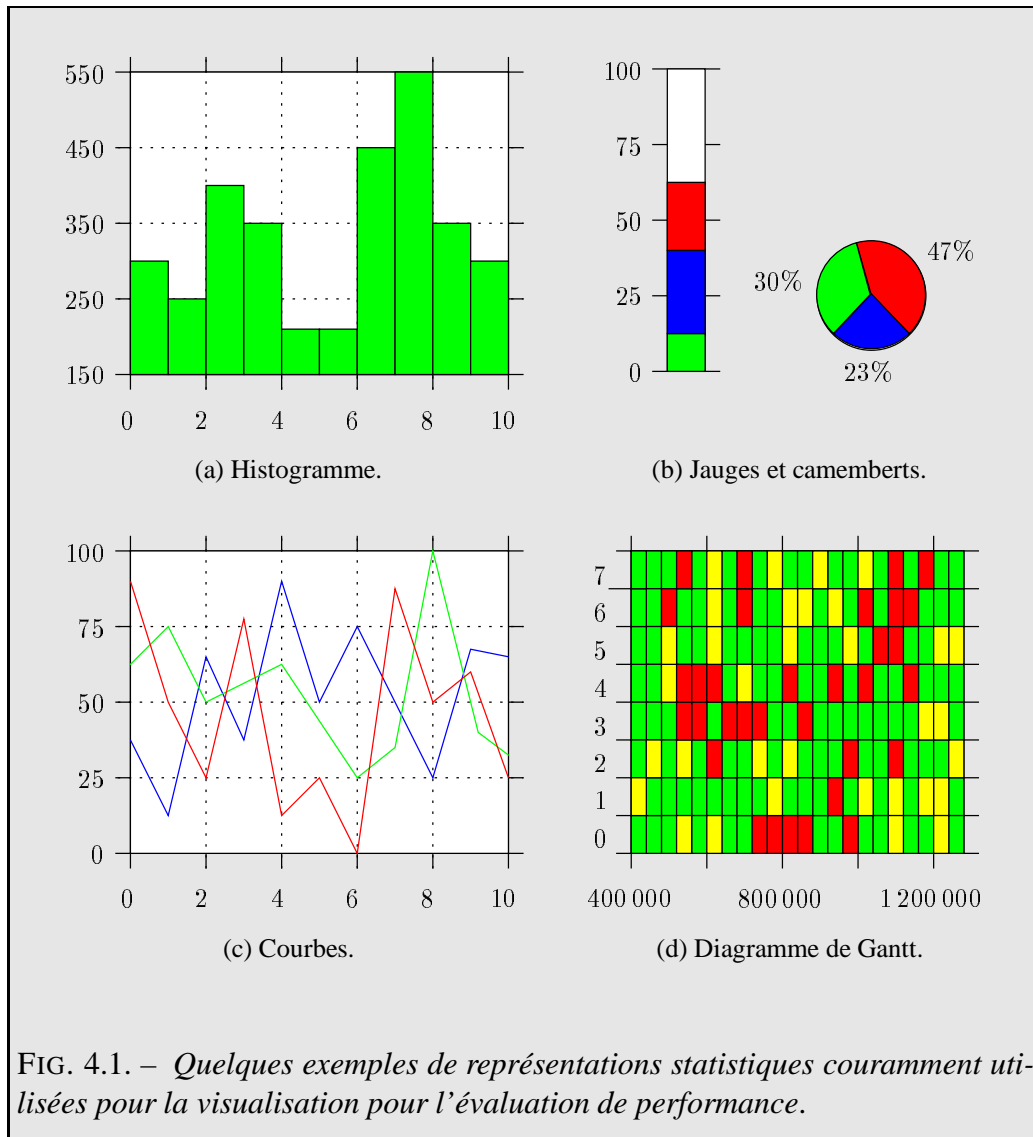 550
450
350
250
150
0 2 4 6 8 10
(a) Histogramme.
100
75
50
25
0
47%
30%
23%
(b) Jauges et camemberts.
100
75
50
25
0
0 2 4 6 8 10
(c) Courbes.
7
6
5
4
3
2
1
0
400 000 800 000 1 200 000
(d) Diagramme de Gantt.
FIG. 4.1. – Quelques exemples de représentations statistiques couramment uti-
lisées pour la visualisation pour l'évaluation de performance.